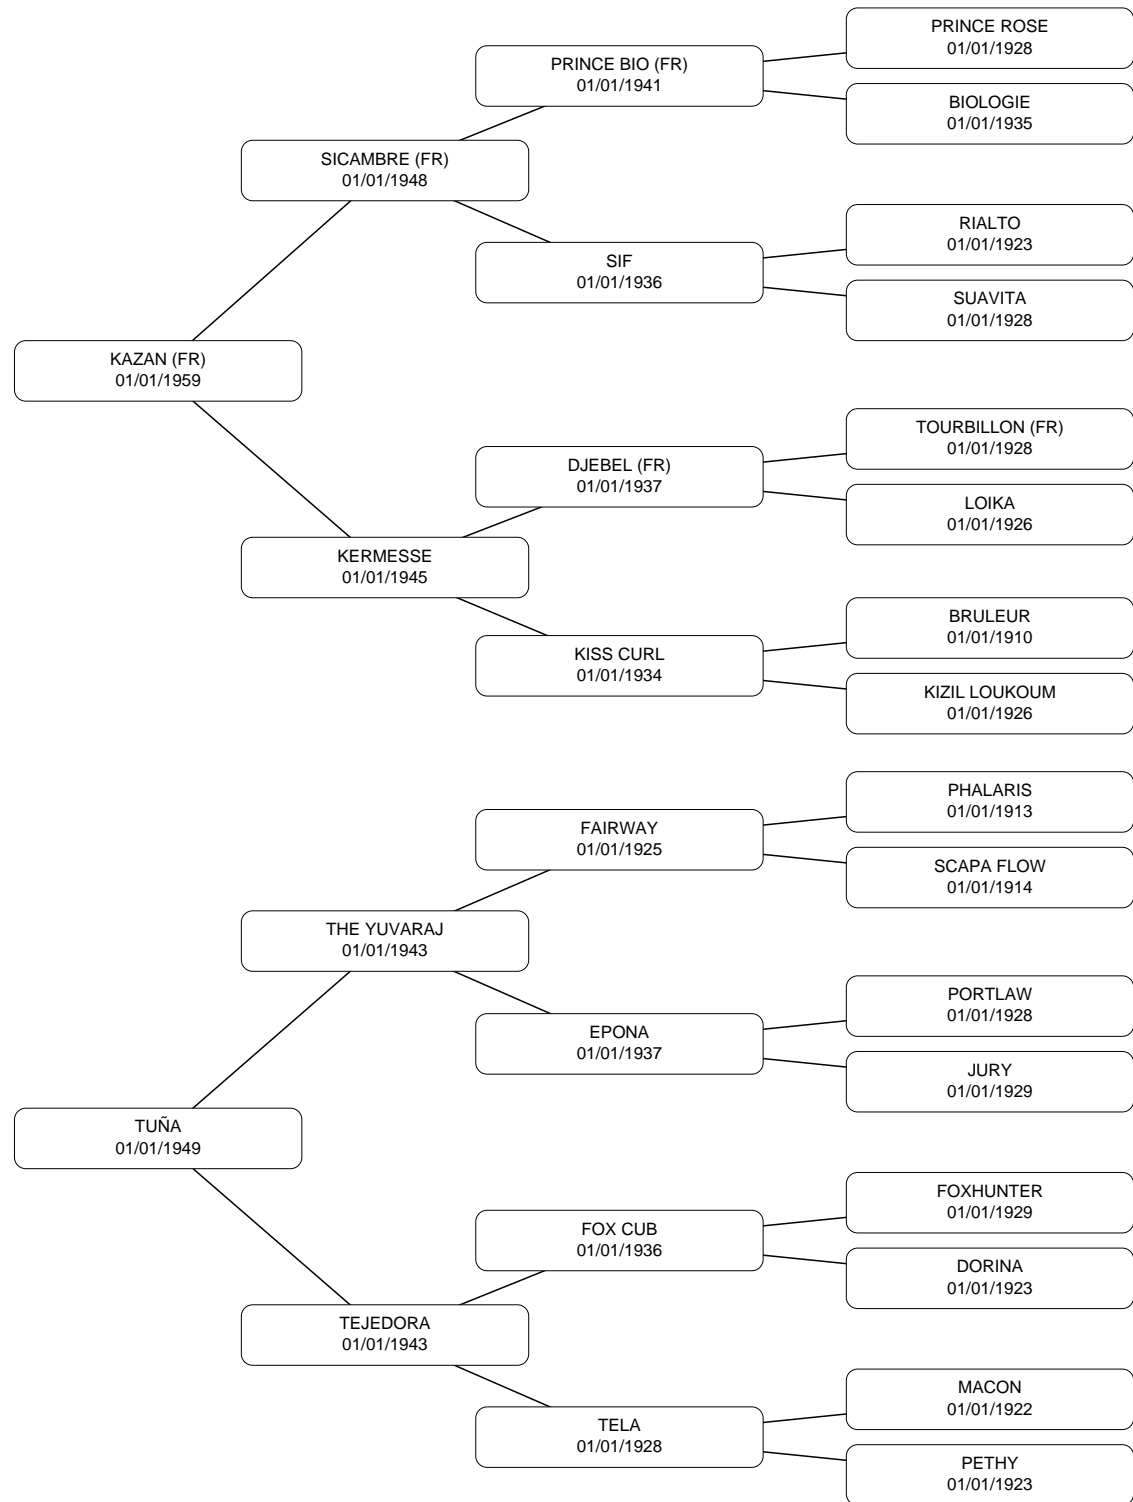 PRINCE ROSE
01/01/1928
PRINCE BIO (FR)
01/01/1941
BIOLOGIE
01/01/1935
SICAMBRE (FR)
01/01/1948
RIALTO
01/01/1923
SIF
01/01/1936
SUAVITA
01/01/1928
KAZAN (FR)
01/01/1959
TOURBILLON (FR)
01/01/1928
DJEBEL (FR)
01/01/1937
LOIKA
01/01/1926
KERMESSE
01/01/1945
BRULEUR
01/01/1910
KISS CURL
01/01/1934
KIZIL LOUKOUM
01/01/1926
PHALARIS
01/01/1913
FAIRWAY
01/01/1925
SCAPA FLOW
01/01/1914
THE YUVARAJ
01/01/1943
PORTLAW
01/01/1928
EPONA
01/01/1937
JURY
01/01/1929
TUÑA
01/01/1949
FOXHUNTER
01/01/1929
FOX CUB
01/01/1936
DORINA
01/01/1923
TEJEDORA
01/01/1943
MACON
01/01/1922
TELA
01/01/1928
PETHY
01/01/1923